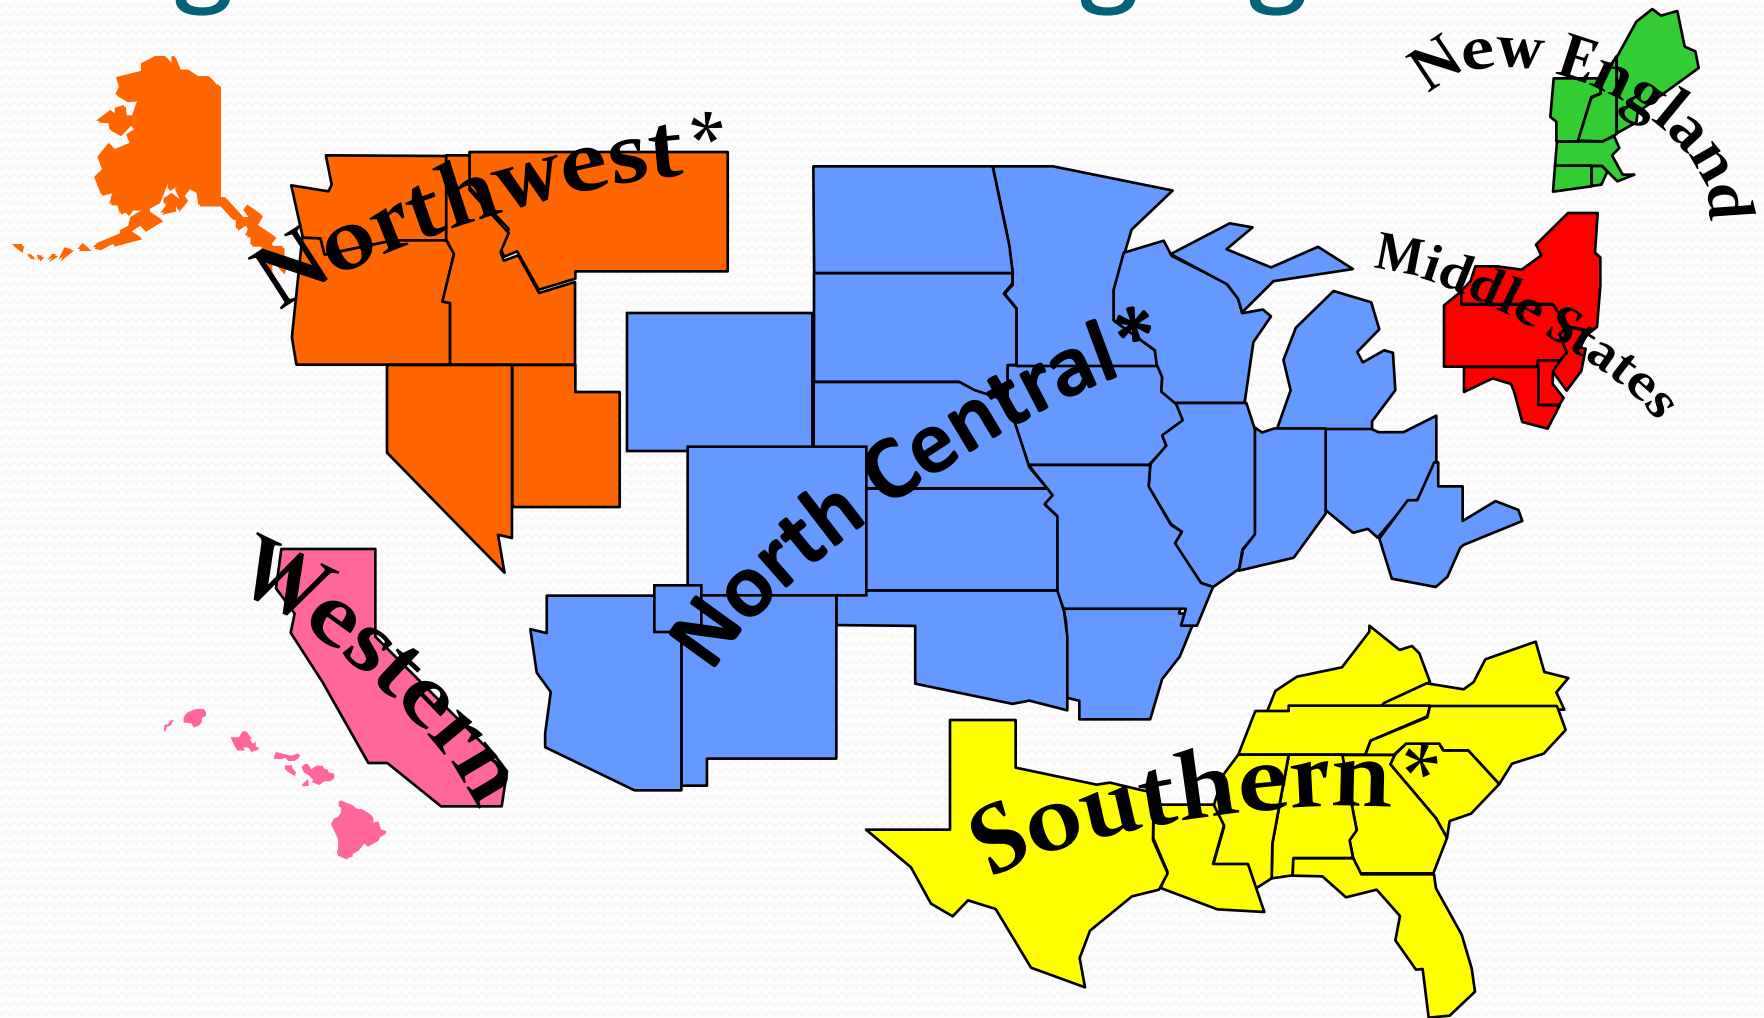 New England
Northwest*
Middle States
North Central*
Western
Southern*